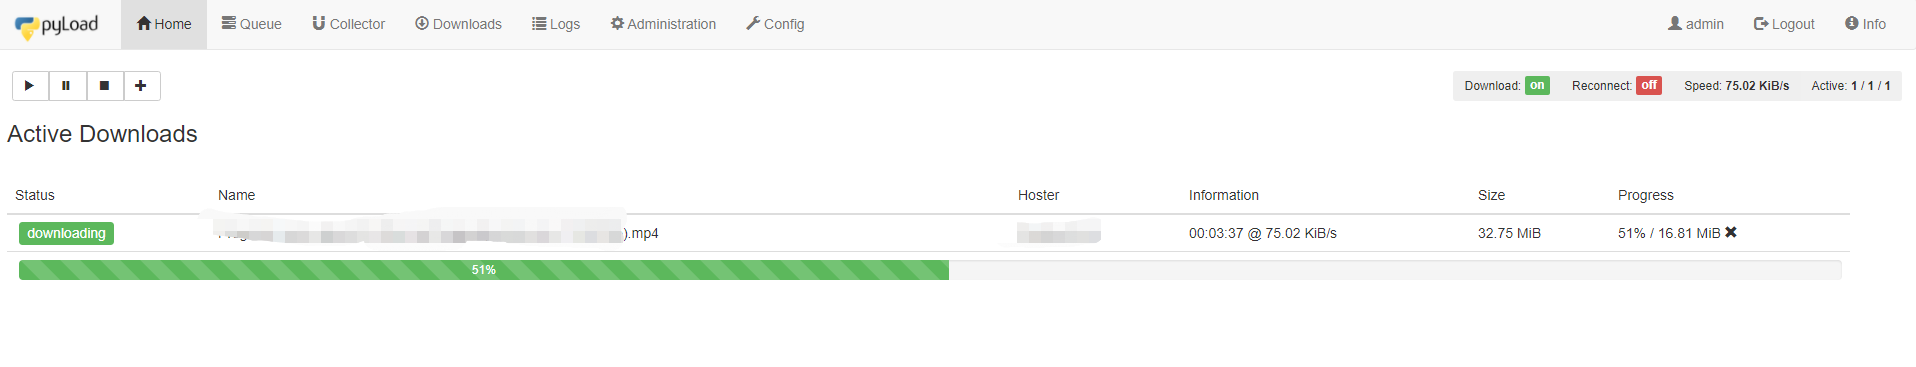 pyLoad Home Queue Collector Downloads Logs Administration Config admin Logout Info
Download: on Reconnect: off Speed: 75.02 KiB/s Active: 1 / 1 / 1
Active Downloads
Status Name Hoster Information Size Progress
downloading ).mp4 00:03:37 @ 75.02 KiB/s 32.75 MiB 51% / 16.81 MiB
51%